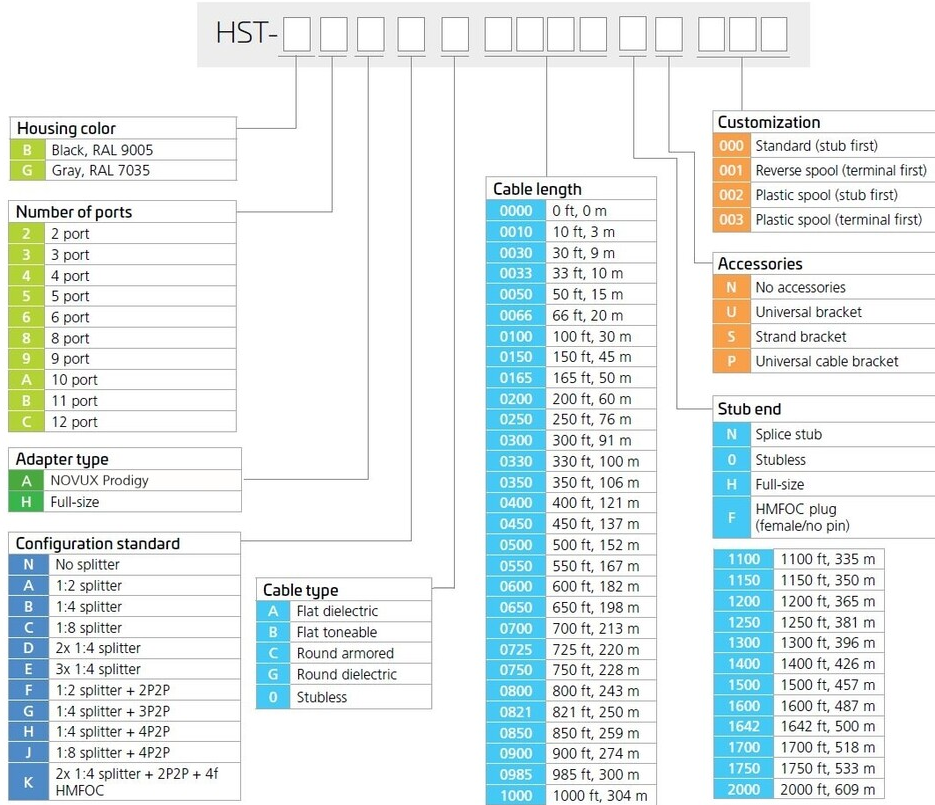 HST-
Housing color
B Black, RAL 9005
G Gray, RAL 7035
Number of ports
2 2 port
3 3 port
4 4 port
5 5 port
6 6 port
8 8 port
9 9 port
A 10 port
B 11 port
C 12 port
Adapter type
A NOVUX Prodigy
H Full-size
Configuration standard
N No splitter
A 1:2 splitter
B 1:4 splitter
C 1:8 splitter
D 2x 1:4 splitter
E 3x 1:4 splitter
F 1:2 splitter + 2P2P
G 1:4 splitter + 3P2P
H 1:4 splitter + 4P2P
J 1:8 splitter + 4P2P
K 2x 1:4 splitter + 2P2P + 4f
HMFOC
Cable type
A Flat dielectric
B Flat toneable
C Round armored
G Round dielectric
0 Stubless
Cable length
0000 0 ft, 0 m
0010 10 ft, 3 m
0030 30 ft, 9 m
0033 33 ft, 10 m
0050 50 ft, 15 m
0066 66 ft, 20 m
0100 100 ft, 30 m
0150 150 ft, 45 m
0165 165 ft, 50 m
0200 200 ft, 60 m
0250 250 ft, 76 m
0300 300 ft, 91 m
0330 330 ft, 100 m
0350 350 ft, 106 m
0400 400 ft, 121 m
0450 450 ft, 137 m
0500 500 ft, 152 m
0550 550 ft, 167 m
0600 600 ft, 182 m
0650 650 ft, 198 m
0700 700 ft, 213 m
0725 725 ft, 220 m
0750 750 ft, 228 m
0800 800 ft, 243 m
0821 821 ft, 250 m
0850 850 ft, 259 m
0900 900 ft, 274 m
0985 985 ft, 300 m
1000 1000 ft, 304 m
1100 1100 ft, 335 m
1150 1150 ft, 350 m
1200 1200 ft, 365 m
1250 1250 ft, 381 m
1300 1300 ft, 396 m
1400 1400 ft, 426 m
1500 1500 ft, 457 m
1600 1600 ft, 487 m
1642 1642 ft, 500 m
1700 1700 ft, 518 m
1750 1750 ft, 533 m
2000 2000 ft, 609 m
Stub end
N Splice stub
0 Stubless
H Full-size
F HMFOC plug
(female/no pin)
Accessories
N No accessories
U Universal bracket
S Strand bracket
P Universal cable bracket
Customization
000 Standard (stub first)
001 Reverse spool (terminal first)
002 Plastic spool (stub first)
003 Plastic spool (terminal first)